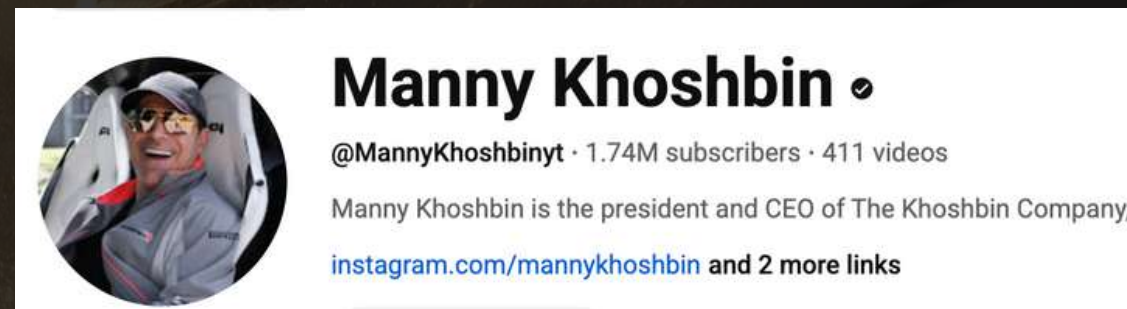 Manny Khoshbin
@MannyKhoshbinyt · 1.74M subscribers · 411 videos
Manny Khoshbin is the president and CEO of The Khoshbin Company,
instagram.com/mannykhoshbin and 2 more links